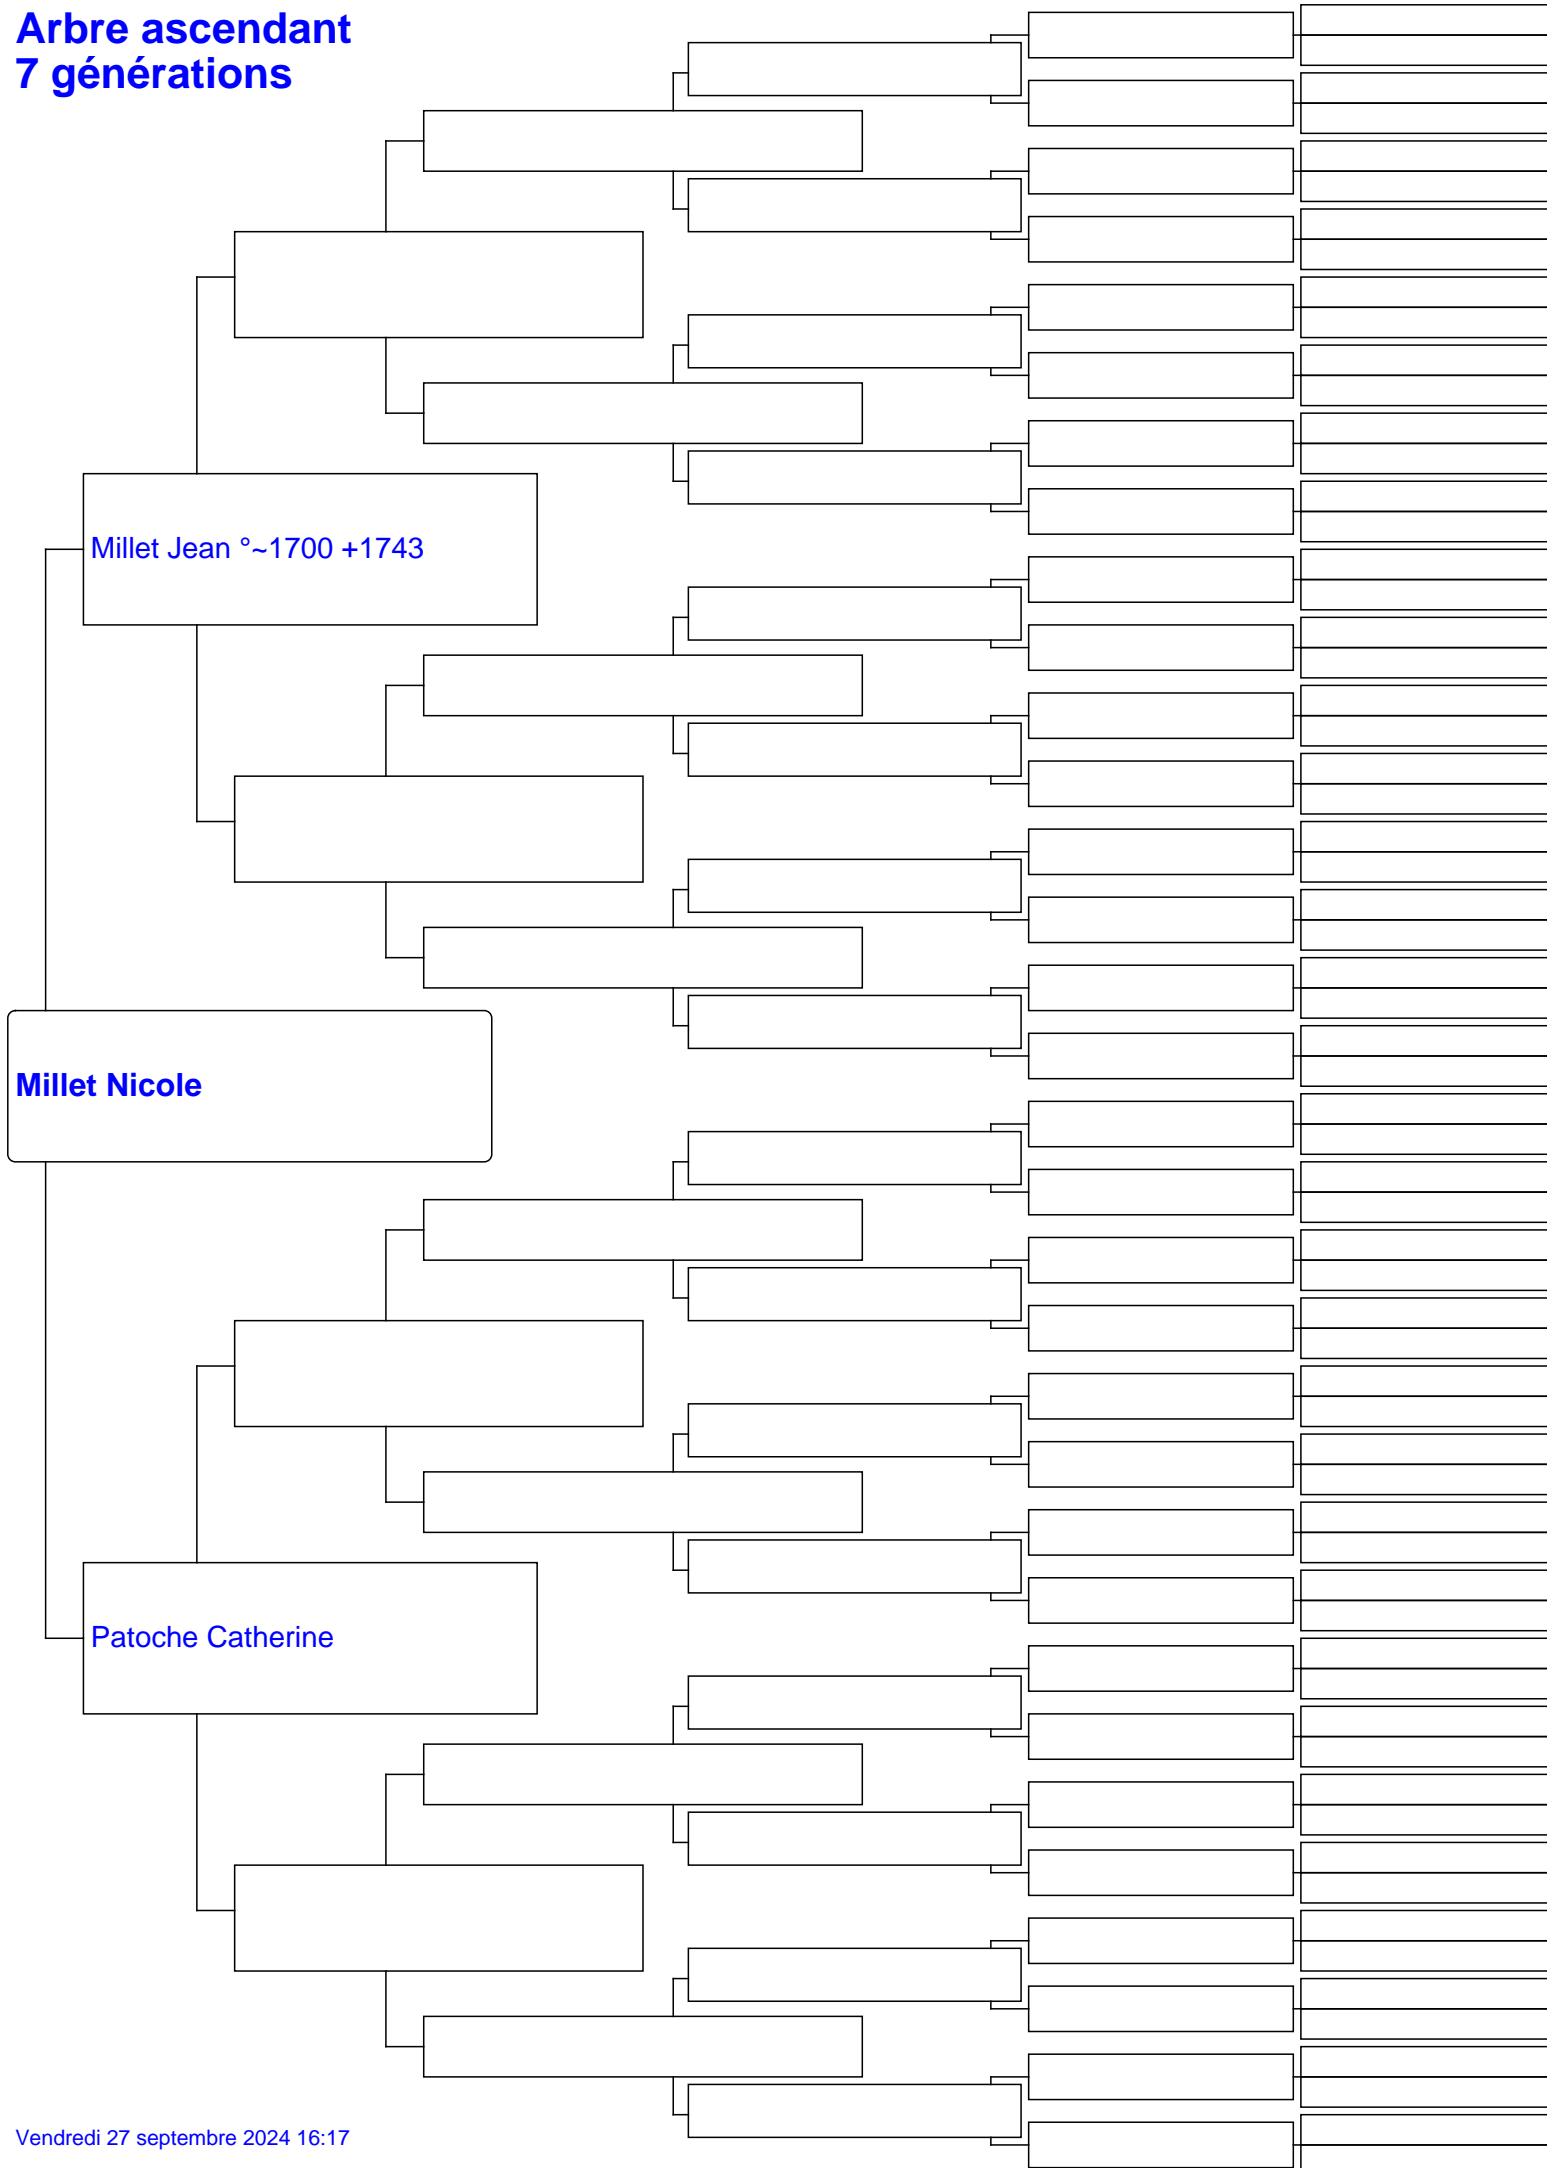 Arbre ascendant
7 générations
Millet Jean °~1700 +1743
Millet Nicole
Patoche Catherine
Vendredi 27 septembre 2024 16:17